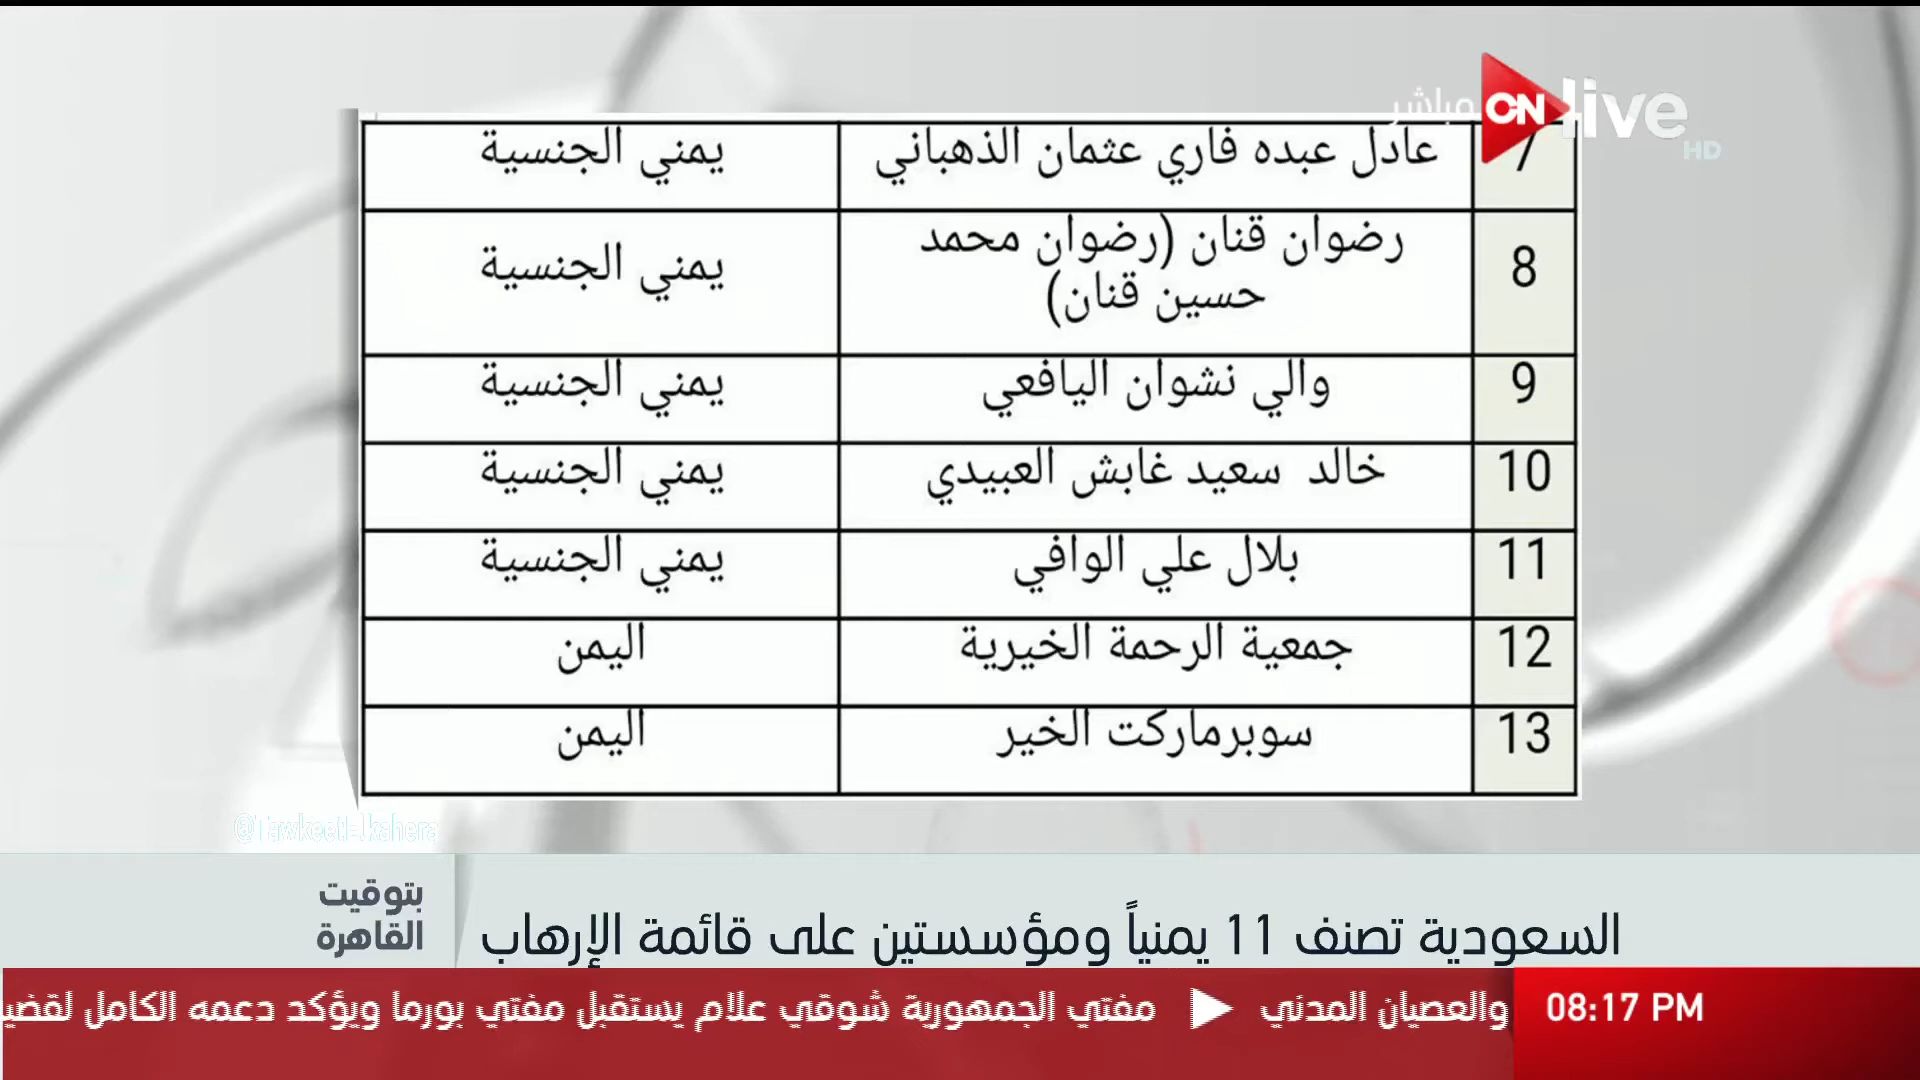 مباشر ON live
HD
7 عادل عبده فاري عثمان الذهباني يمني الجنسية
8 رضوان قنان (رضوان محمد حسين قنان) يمني الجنسية
9 والي نشوان اليافعي يمني الجنسية
10 خالد سعيد غابش العبيدي يمني الجنسية
11 بلال علي الوافي يمني الجنسية
12 جمعية الرحمة الخيرية اليمن
13 سوبرماركت الخير اليمن
بتوقيت
القاهرة
السعودية تصنف 11 يمنياً ومؤسستين على قائمة الإرهاب
08:17 PM
والعصيان المدني ◀ مفتي الجمهورية شوقي علام يستقبل مفتي بورما ويؤكد دعمه الكامل لقضي